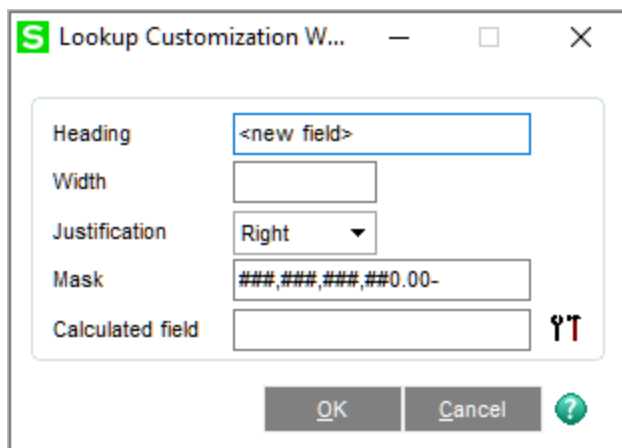 S Lookup Customization W...
Heading <new field>
Width
Justification Right
Mask ###,###,###,##0.00-
Calculated field
OK Cancel ?